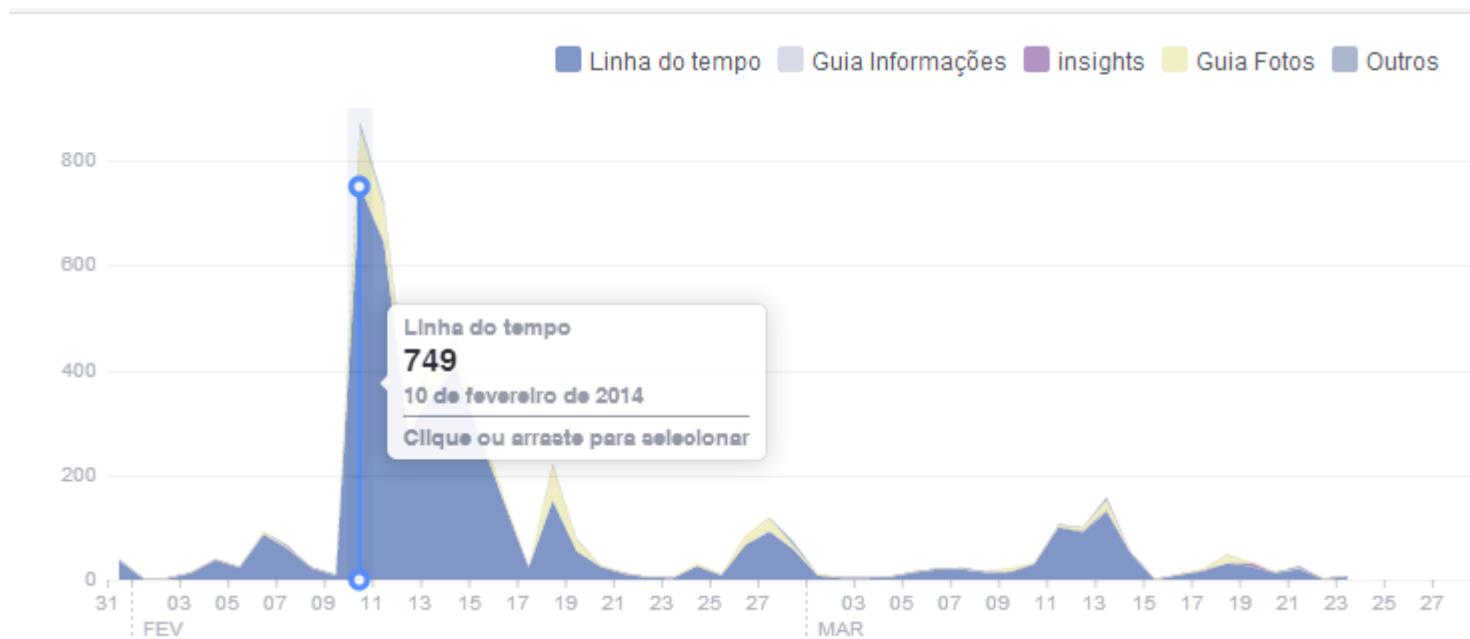 Linha do tempo Guia Informações insights Guia Fotos Outros
800
600
400
200
0
Linha do tempo
749
10 de fevereiro de 2014
Clique ou arraste para selecionar
31 03 05 07 09 11 13 15 17 19 21 23 25 27 03 05 07 09 11 13 15 17 19 21 23 25 27
FEV MAR